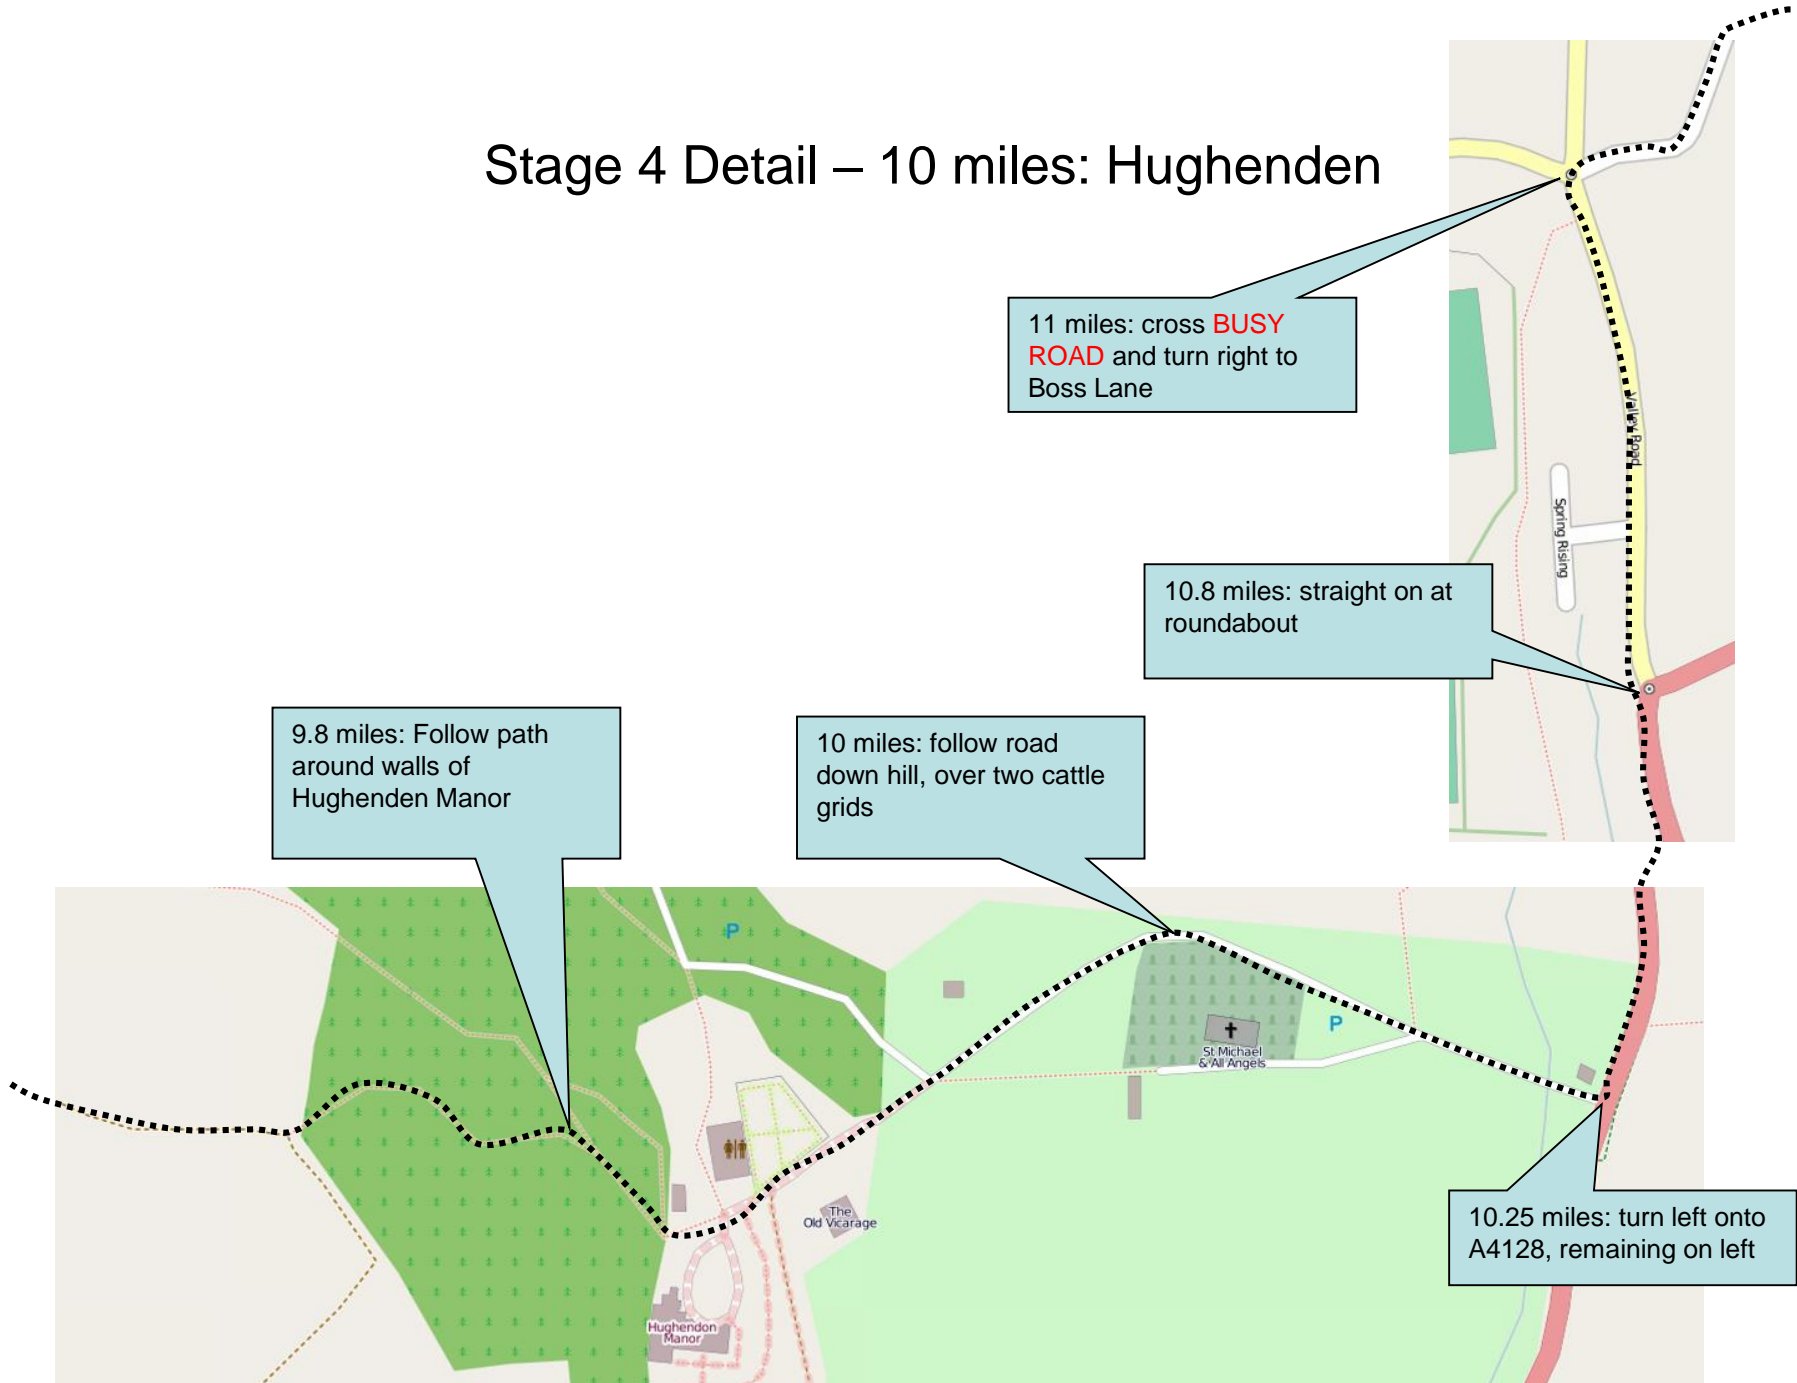 Stage 4 Detail – 10 miles: Hughenden
11 miles: cross BUSY
ROAD and turn right to
Boss Lane
Valley Road
Spring Rising
10.8 miles: straight on at
roundabout
9.8 miles: Follow path
around walls of
Hughenden Manor
10 miles: follow road
down hill, over two cattle
grids
P
P
St Michael
& All Angels
The
Old Vicarage
10.25 miles: turn left onto
A4128, remaining on left
Hughendon
Manor